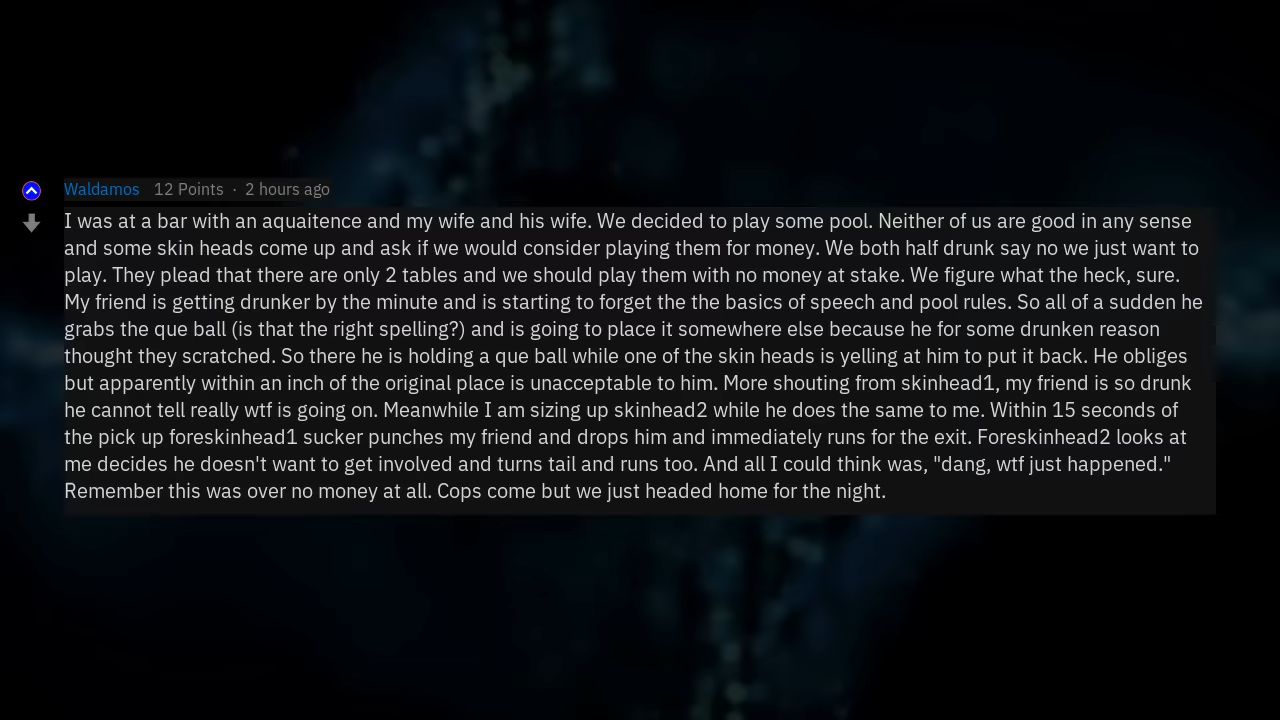 Waldamos 12 Points · 2 hours ago
I was at a bar with an aquaitence and my wife and his wife. We decided to play some pool. Neither of us are good in any sense
and some skin heads come up and ask if we would consider playing them for money. We both half drunk say no we just want to
play. They plead that there are only 2 tables and we should play them with no money at stake. We figure what the heck, sure.
My friend is getting drunker by the minute and is starting to forget the the basics of speech and pool rules. So all of a sudden he
grabs the que ball (is that the right spelling?) and is going to place it somewhere else because he for some drunken reason
thought they scratched. So there he is holding a que ball while one of the skin heads is yelling at him to put it back. He obliges
but apparently within an inch of the original place is unacceptable to him. More shouting from skinhead1, my friend is so drunk
he cannot tell really wtf is going on. Meanwhile I am sizing up skinhead2 while he does the same to me. Within 15 seconds of
the pick up foreskinhead1 sucker punches my friend and drops him and immediately runs for the exit. Foreskinhead2 looks at
me decides he doesn't want to get involved and turns tail and runs too. And all I could think was, "dang, wtf just happened."
Remember this was over no money at all. Cops come but we just headed home for the night.